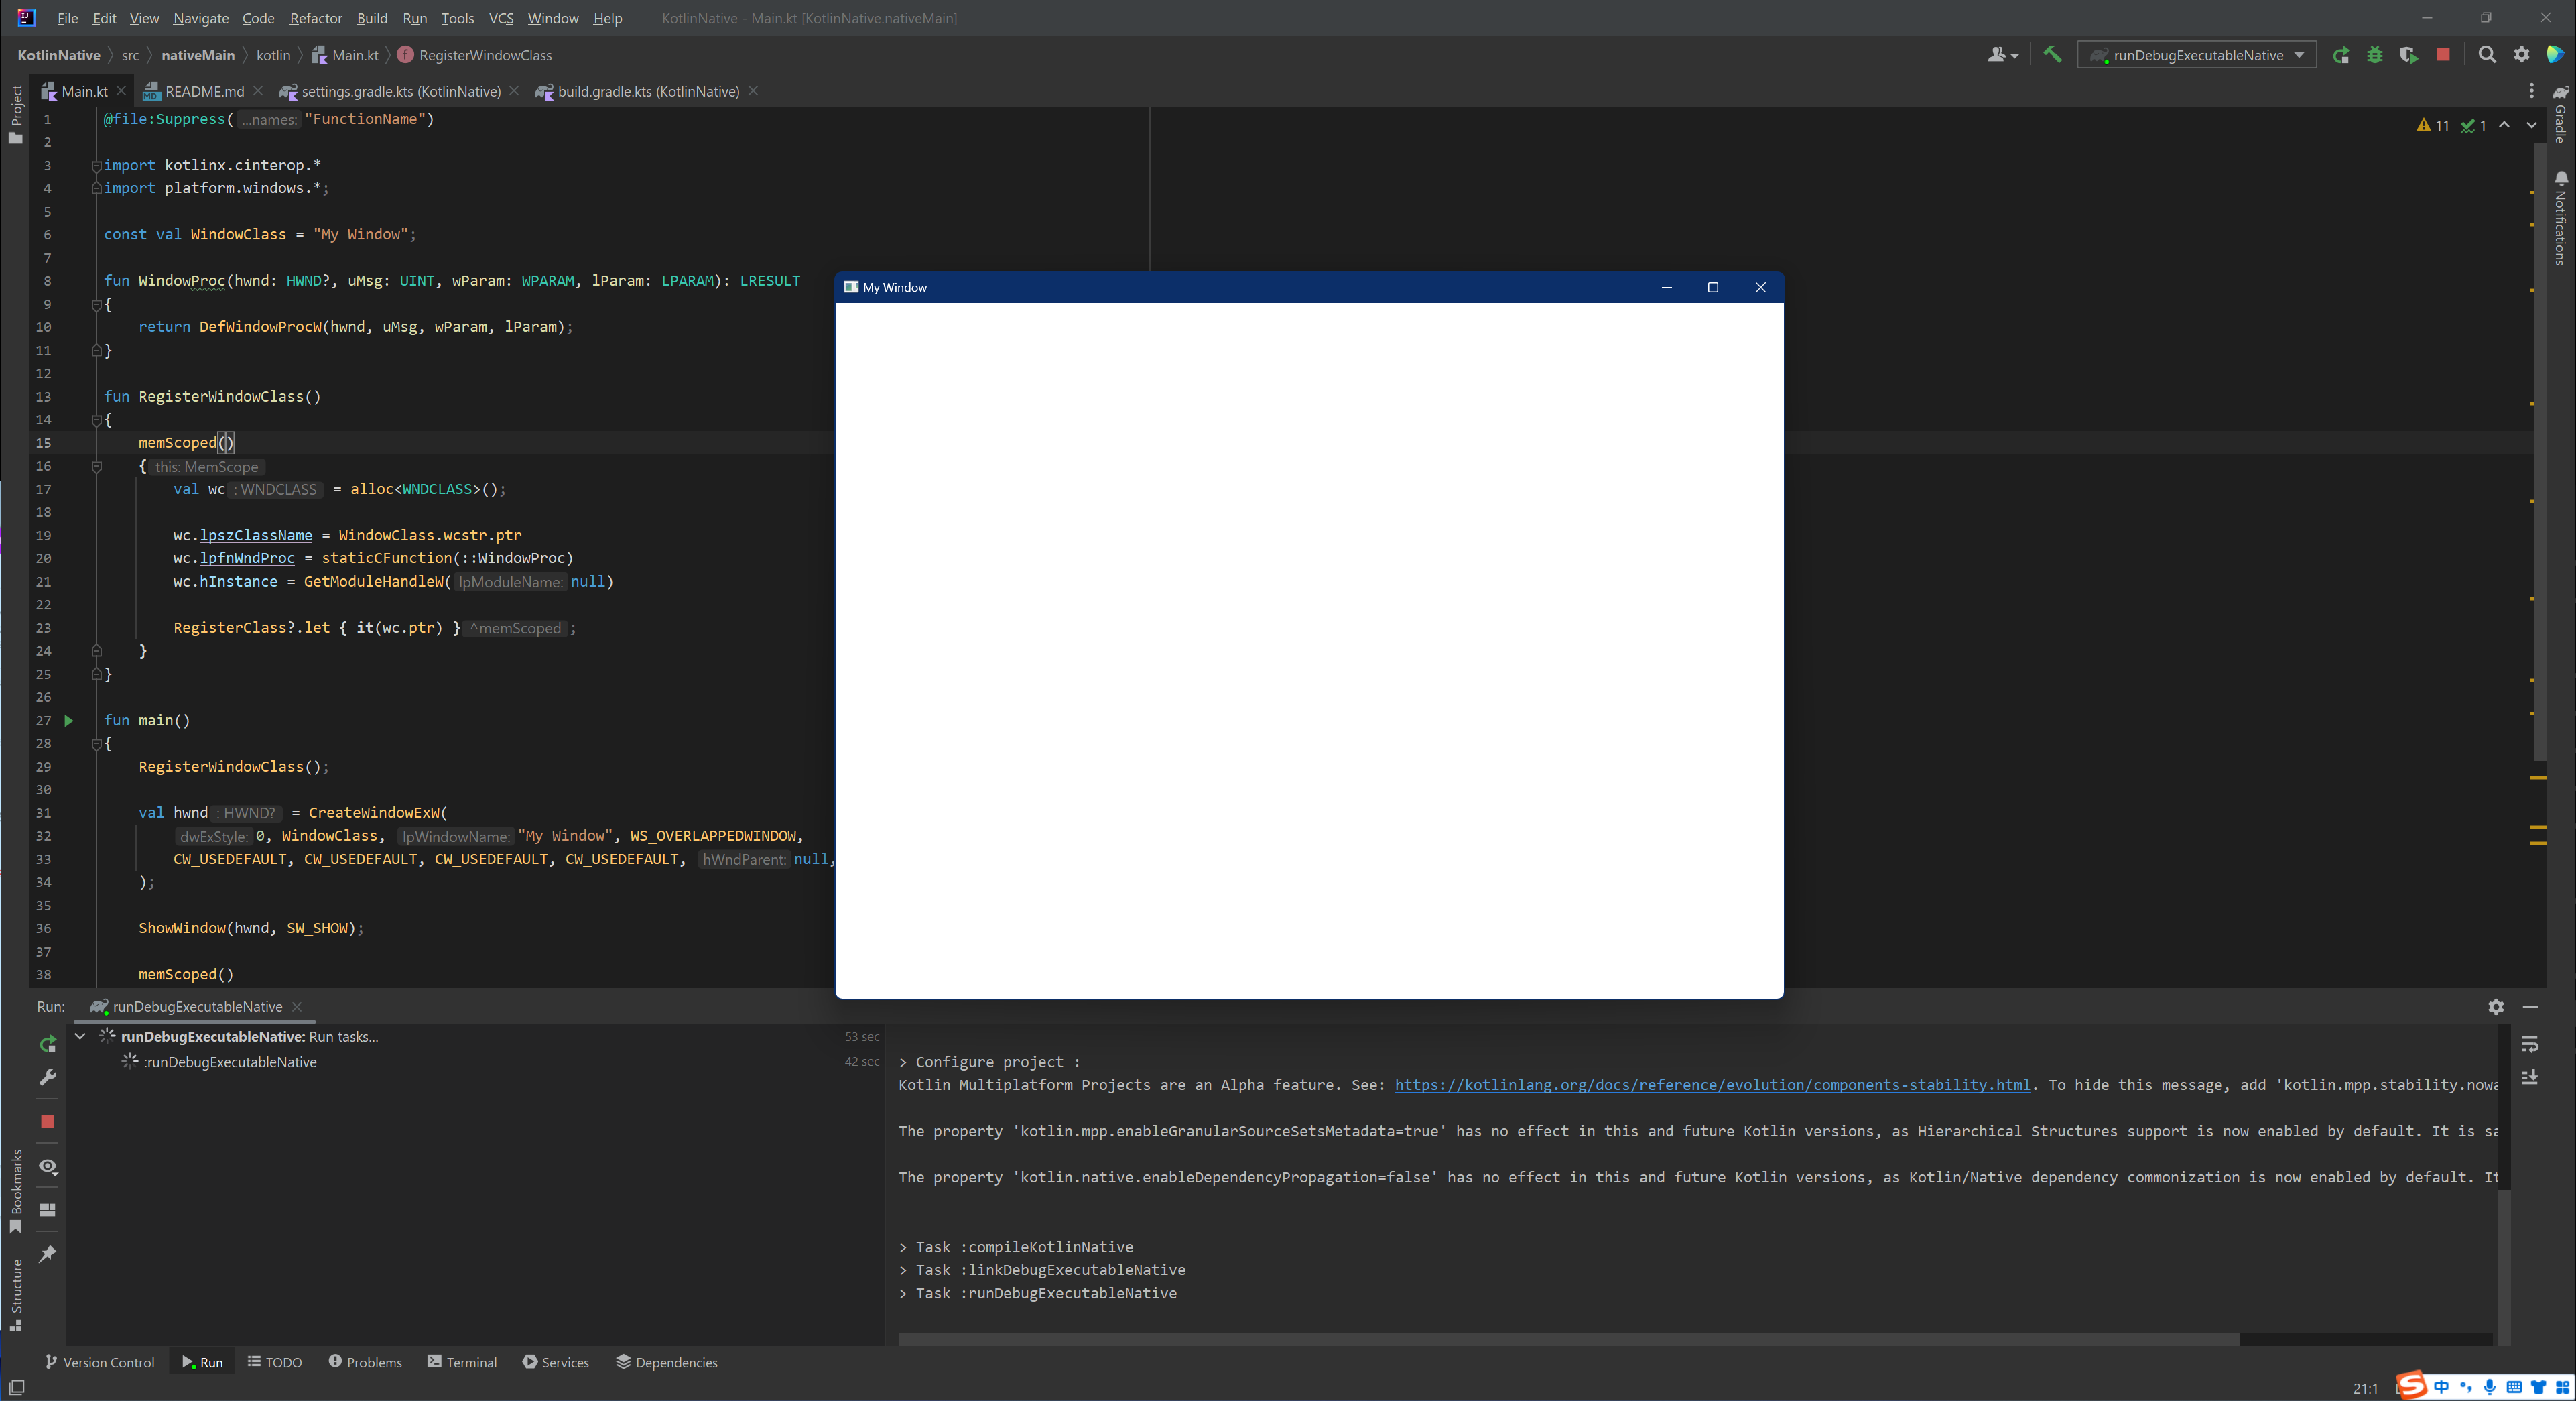 File Edit View Navigate Code Refactor Build Run Tools VCS Window Help KotlinNative - Main.kt [KotlinNative.nativeMain]
KotlinNative src nativeMain kotlin Main.kt RegisterWindowClass runDebugExecutableNative
Main.kt README.md settings.gradle.kts (KotlinNative) build.gradle.kts (KotlinNative)
Project
Gradle
Notifications
11 1
1 @file:Suppress( ...names: "FunctionName")
2
3 import kotlinx.cinterop.*
4 import platform.windows.*;
5
6 const val WindowClass = "My Window";
7
8 fun WindowProc(hwnd: HWND?, uMsg: UINT, wParam: WPARAM, lParam: LPARAM): LRESULT
9 {
10 return DefWindowProcW(hwnd, uMsg, wParam, lParam);
11 }
12
13 fun RegisterWindowClass()
14 {
15 memScoped()
16 { this: MemScope
17 val wc : WNDCLASS = alloc<WNDCLASS>();
18
19 wc.lpszClassName = WindowClass.wcstr.ptr
20 wc.lpfnWndProc = staticCFunction(::WindowProc)
21 wc.hInstance = GetModuleHandleW( lpModuleName: null)
22
23 RegisterClass?.let { it(wc.ptr) } ^memScoped ;
24 }
25 }
26
27 fun main()
28 {
29 RegisterWindowClass();
30
31 val hwnd : HWND? = CreateWindowExW(
32 dwExStyle: 0, WindowClass, lpWindowName: "My Window", WS_OVERLAPPEDWINDOW,
33 CW_USEDEFAULT, CW_USEDEFAULT, CW_USEDEFAULT, CW_USEDEFAULT, hWndParent: null,
34 );
35
36 ShowWindow(hwnd, SW_SHOW);
37
38 memScoped()
My Window
Run: runDebugExecutableNative
runDebugExecutableNative: Run tasks... 53 sec
:runDebugExecutableNative 42 sec
> Configure project :
Kotlin Multiplatform Projects are an Alpha feature. See: https://kotlinlang.org/docs/reference/evolution/components-stability.html. To hide this message, add 'kotlin.mpp.stability.nowa
The property 'kotlin.mpp.enableGranularSourceSetsMetadata=true' has no effect in this and future Kotlin versions, as Hierarchical Structures support is now enabled by default. It is sa
The property 'kotlin.native.enableDependencyPropagation=false' has no effect in this and future Kotlin versions, as Kotlin/Native dependency commonization is now enabled by default. It
> Task :compileKotlinNative
> Task :linkDebugExecutableNative
> Task :runDebugExecutableNative
Bookmarks
Structure
Version Control Run TODO Problems Terminal Services Dependencies
21:1 中